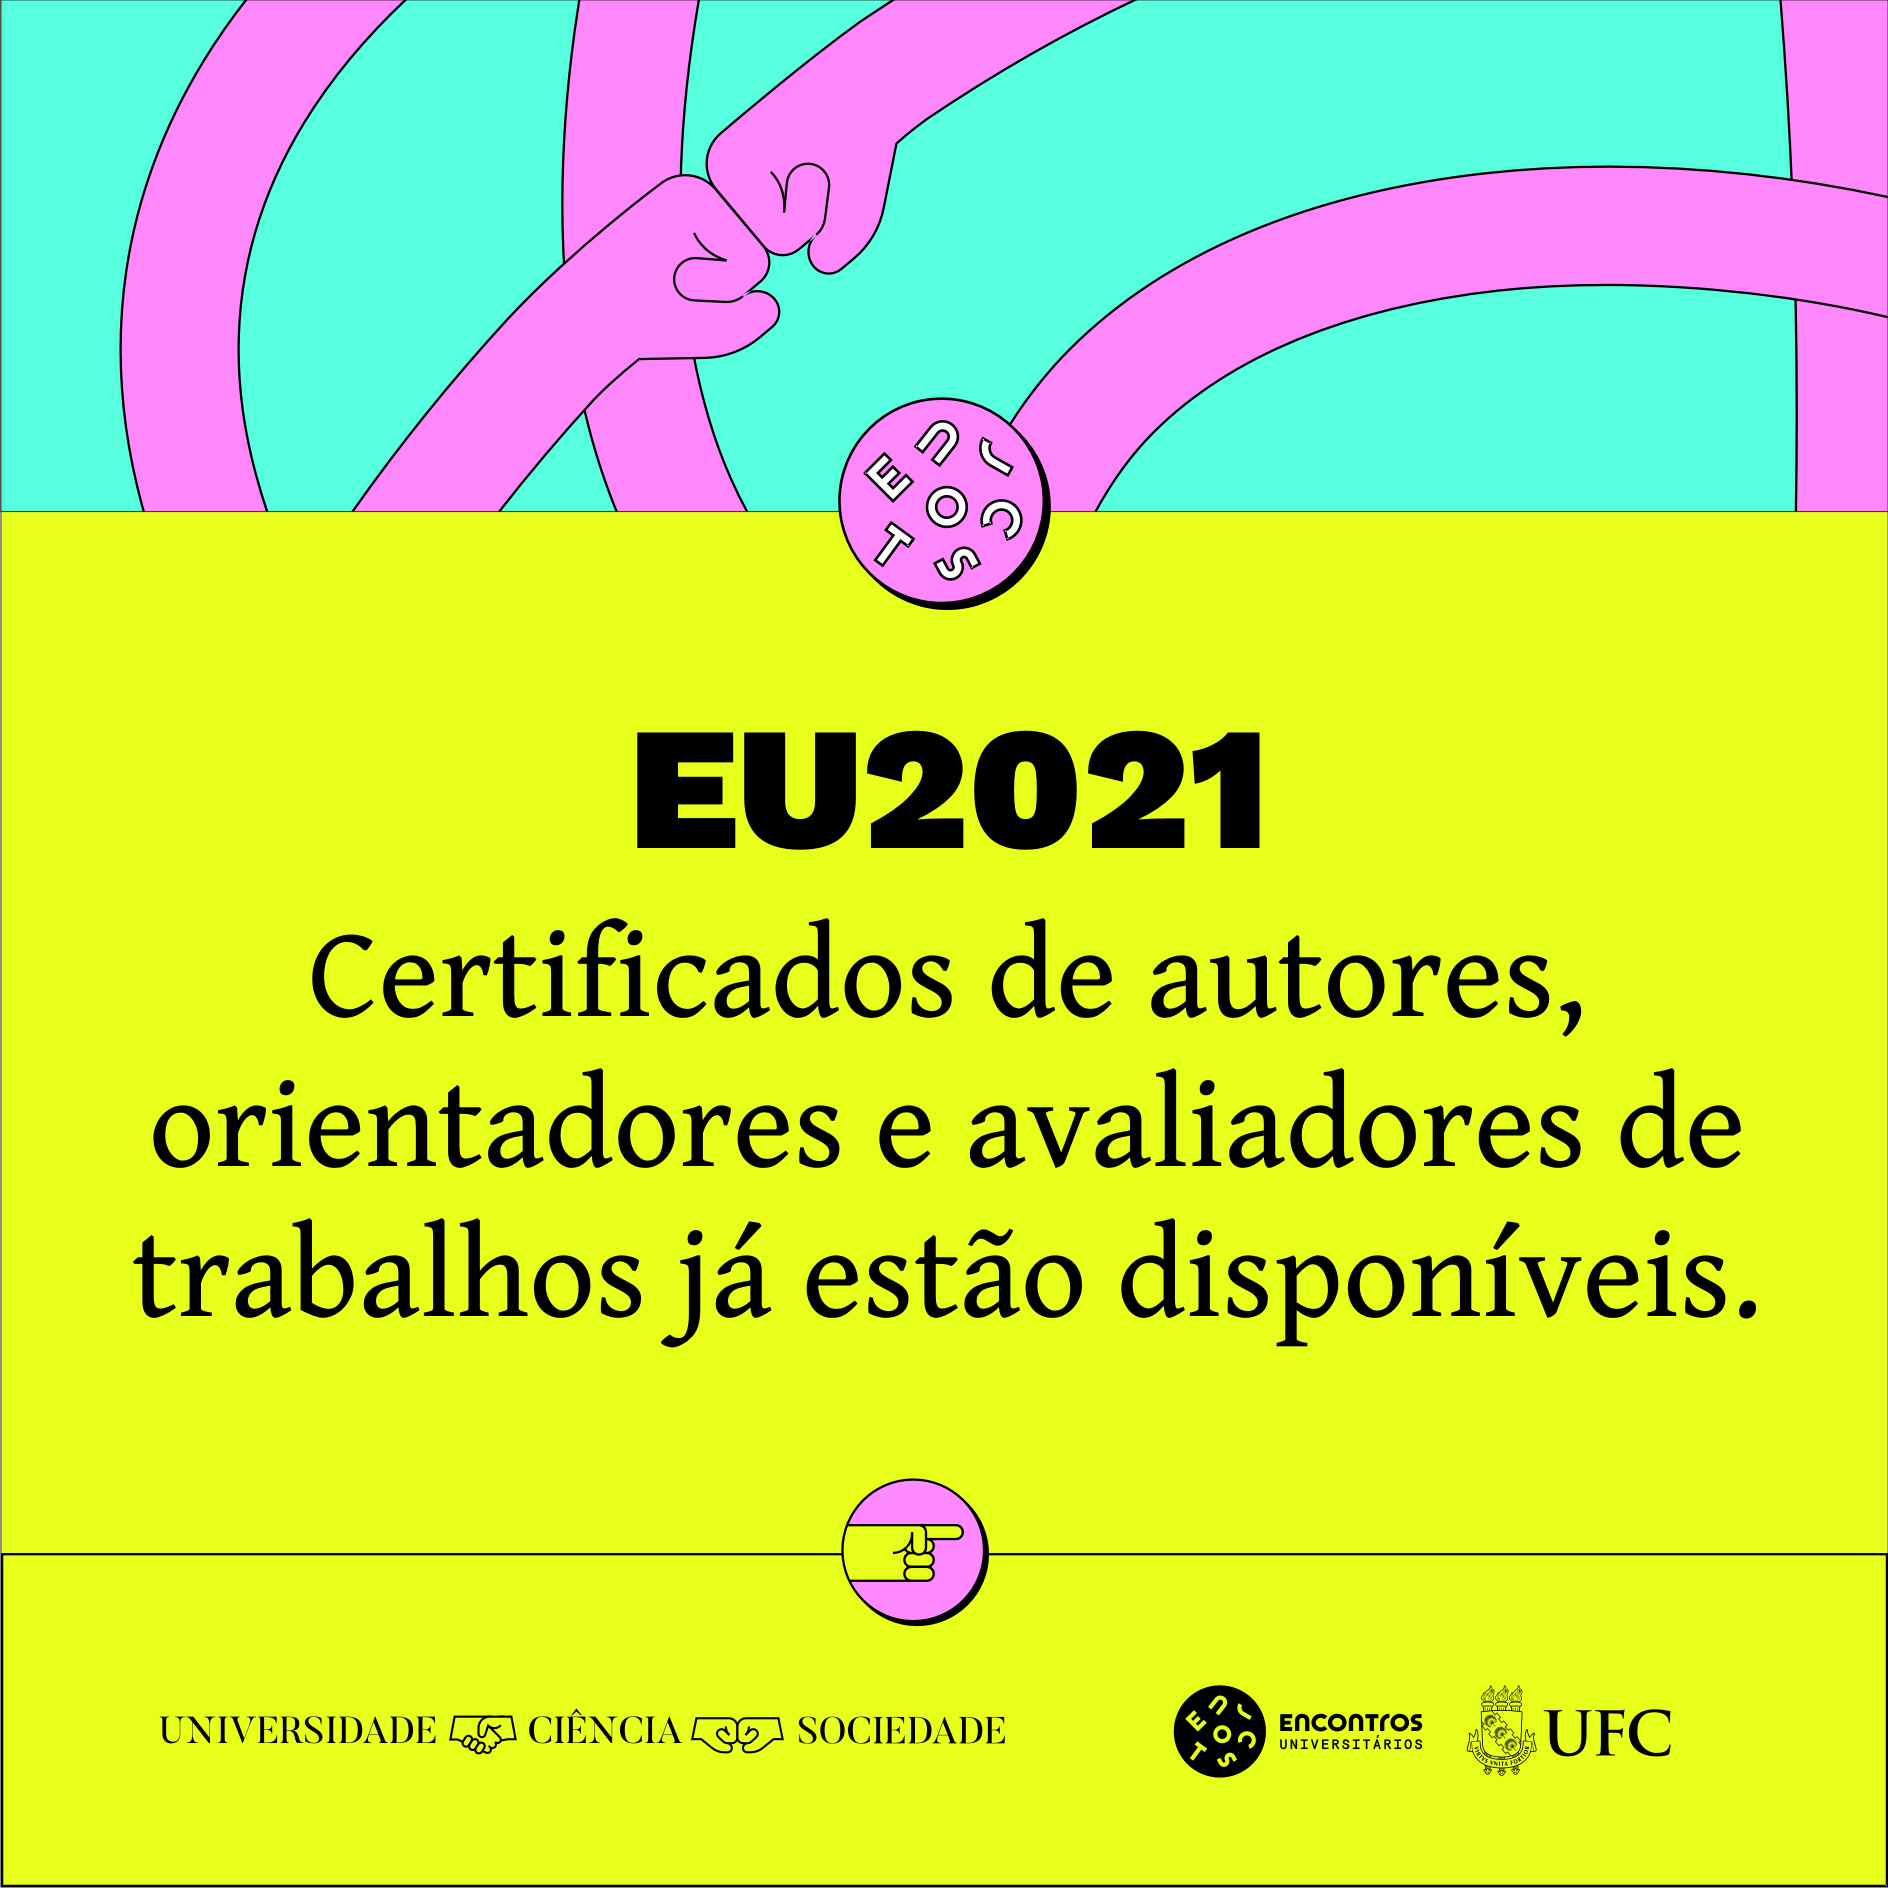 EU2021
Certificados de autores,
orientadores e avaliadores de
trabalhos já estão disponíveis.
UNIVERSIDADE CIÊNCIA SOCIEDADE
ENCONTROS
UNIVERSITÁRIOS
UFC